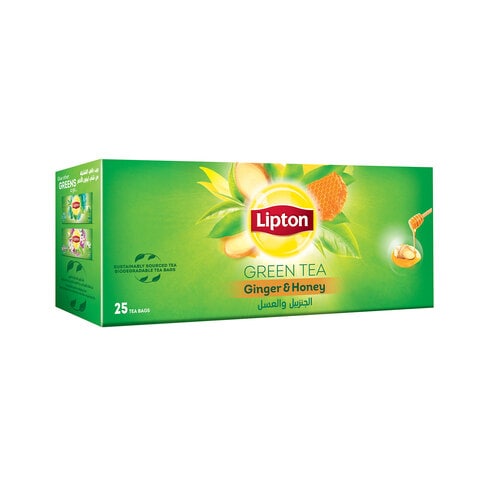 GREENS
Lipton
GREEN TEA
Ginger & Honey
الجنزبيل والعسل
SUSTAINABLY SOURCED TEA
BIODEGRADABLE TEA BAGS
25 TEA BAGS